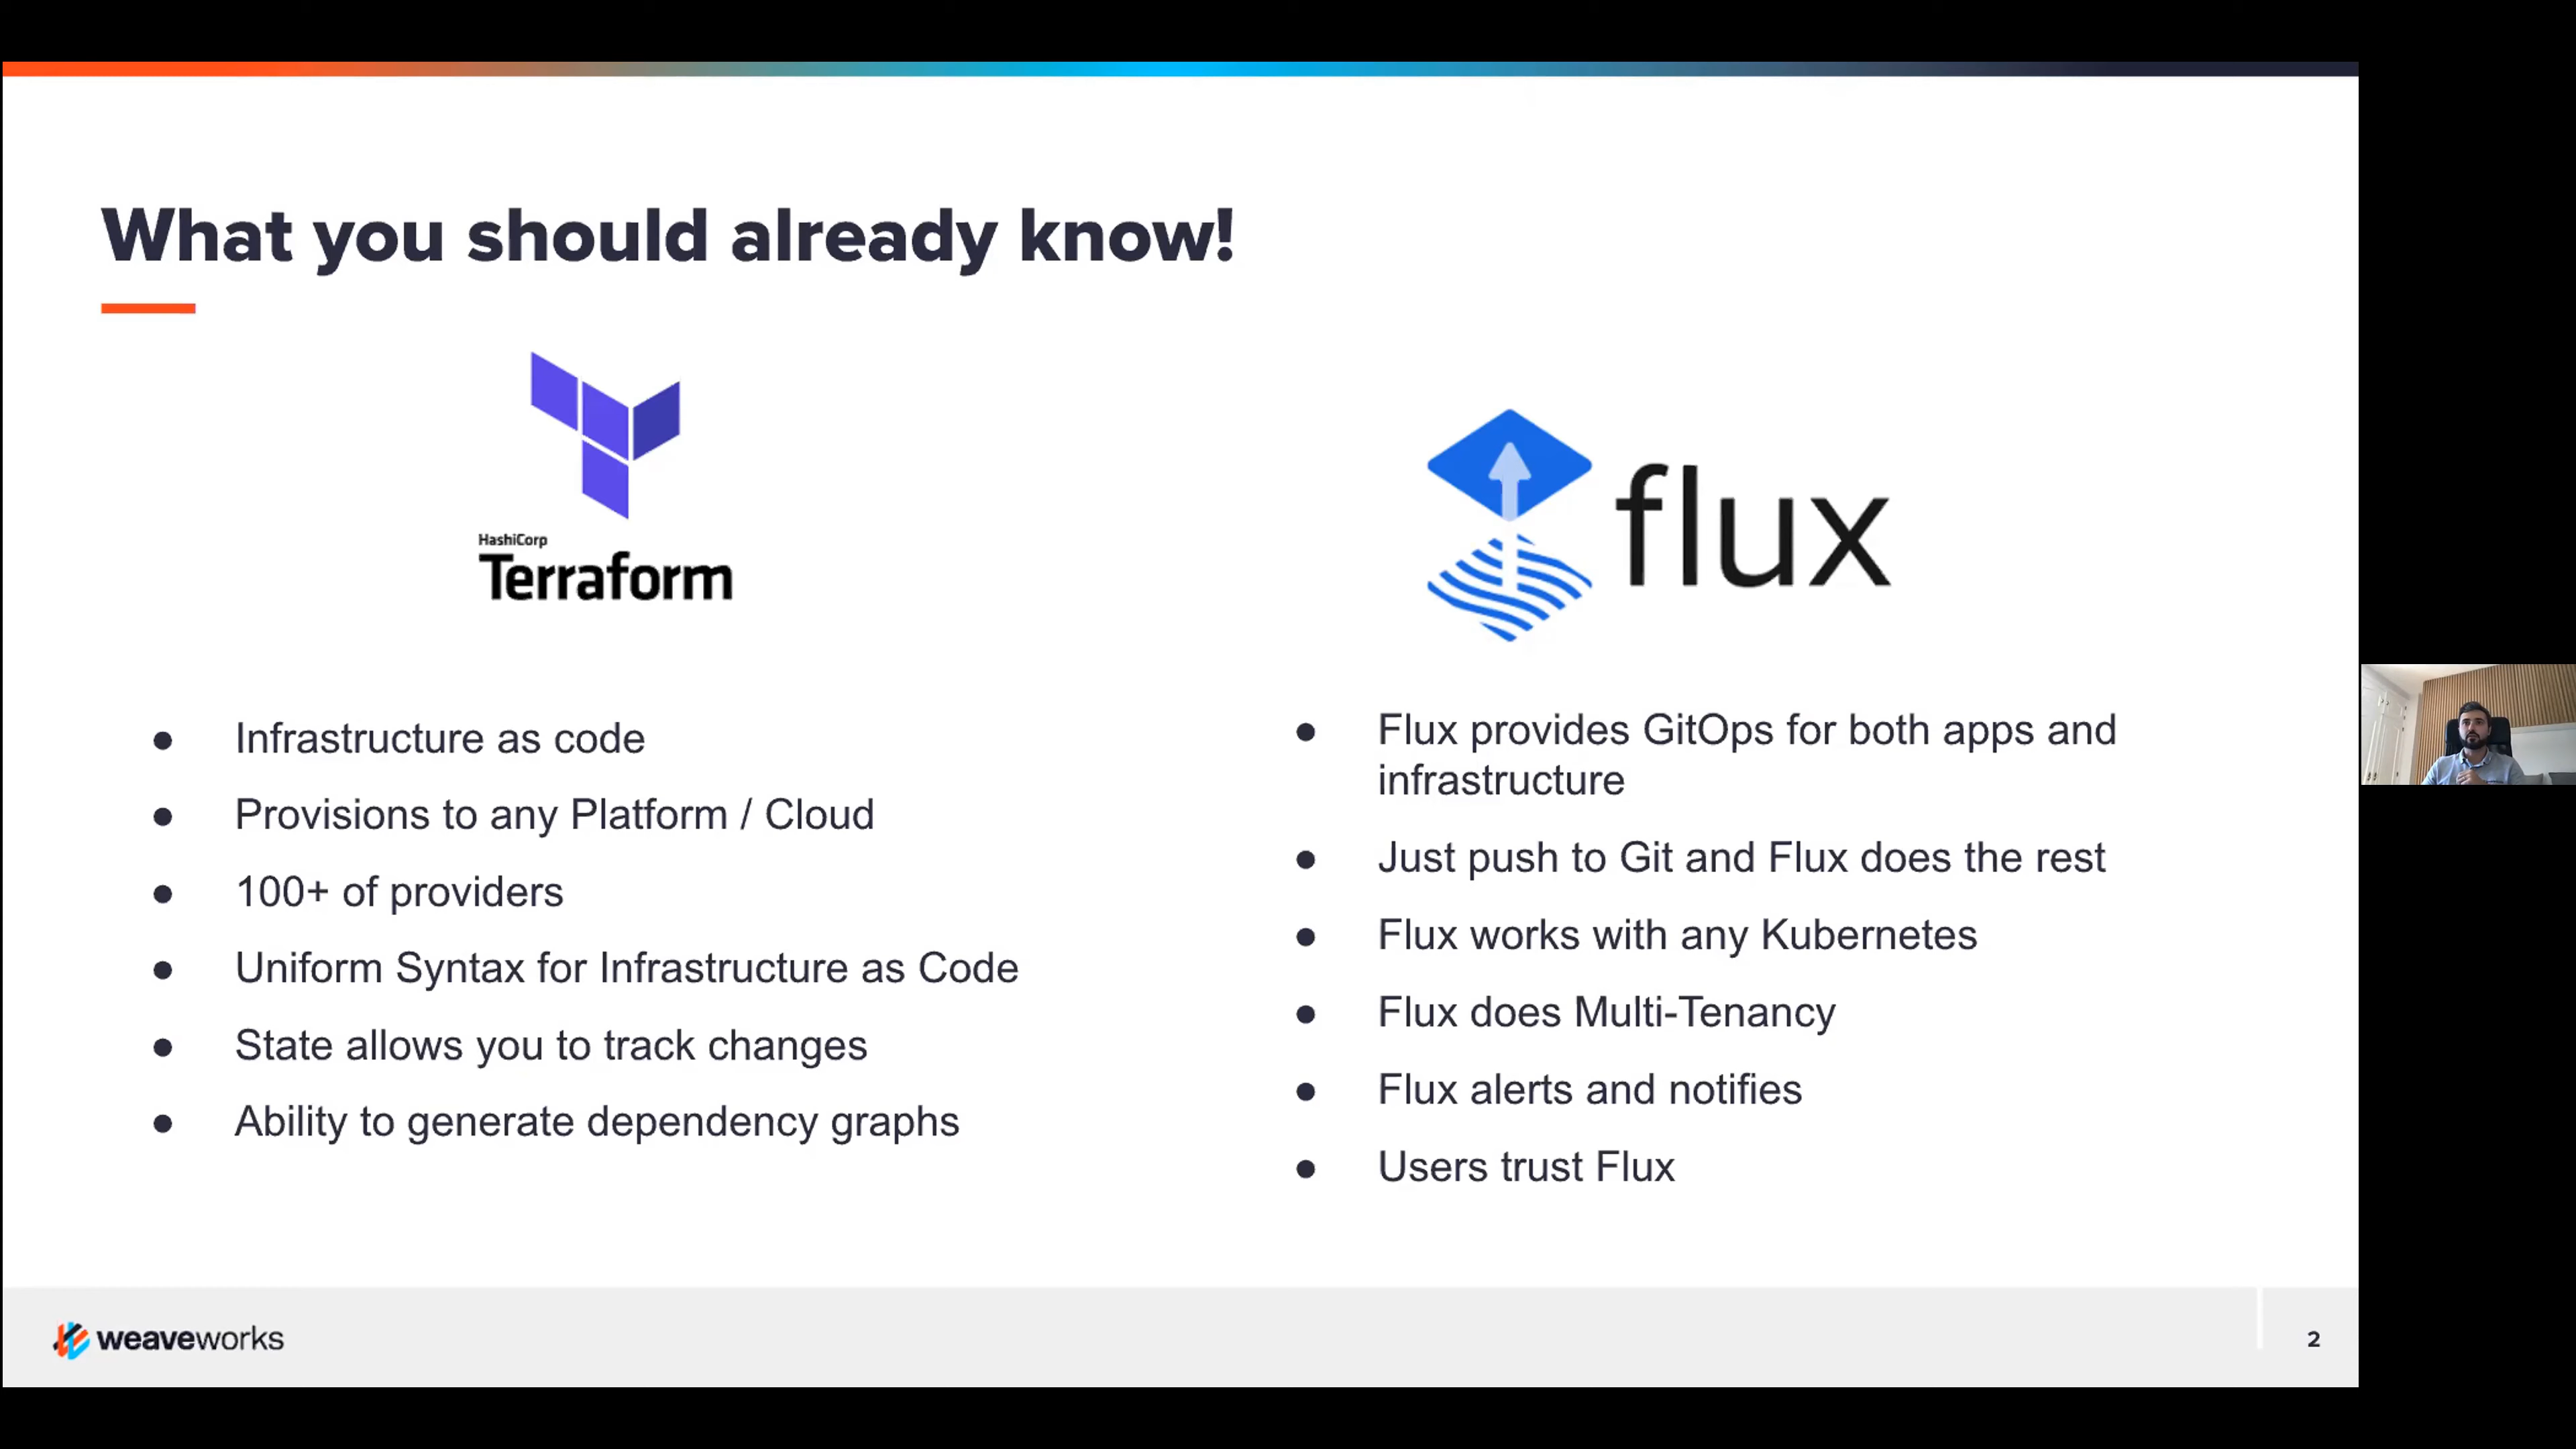 What you should already know!
HashiCorp
Terraform
Infrastructure as code
Provisions to any Platform / Cloud
100+ of providers
Uniform Syntax for Infrastructure as Code
State allows you to track changes
Ability to generate dependency graphs
flux
Flux provides GitOps for both apps and
infrastructure
Just push to Git and Flux does the rest
Flux works with any Kubernetes
Flux does Multi-Tenancy
Flux alerts and notifies
Users trust Flux
weaveworks
2